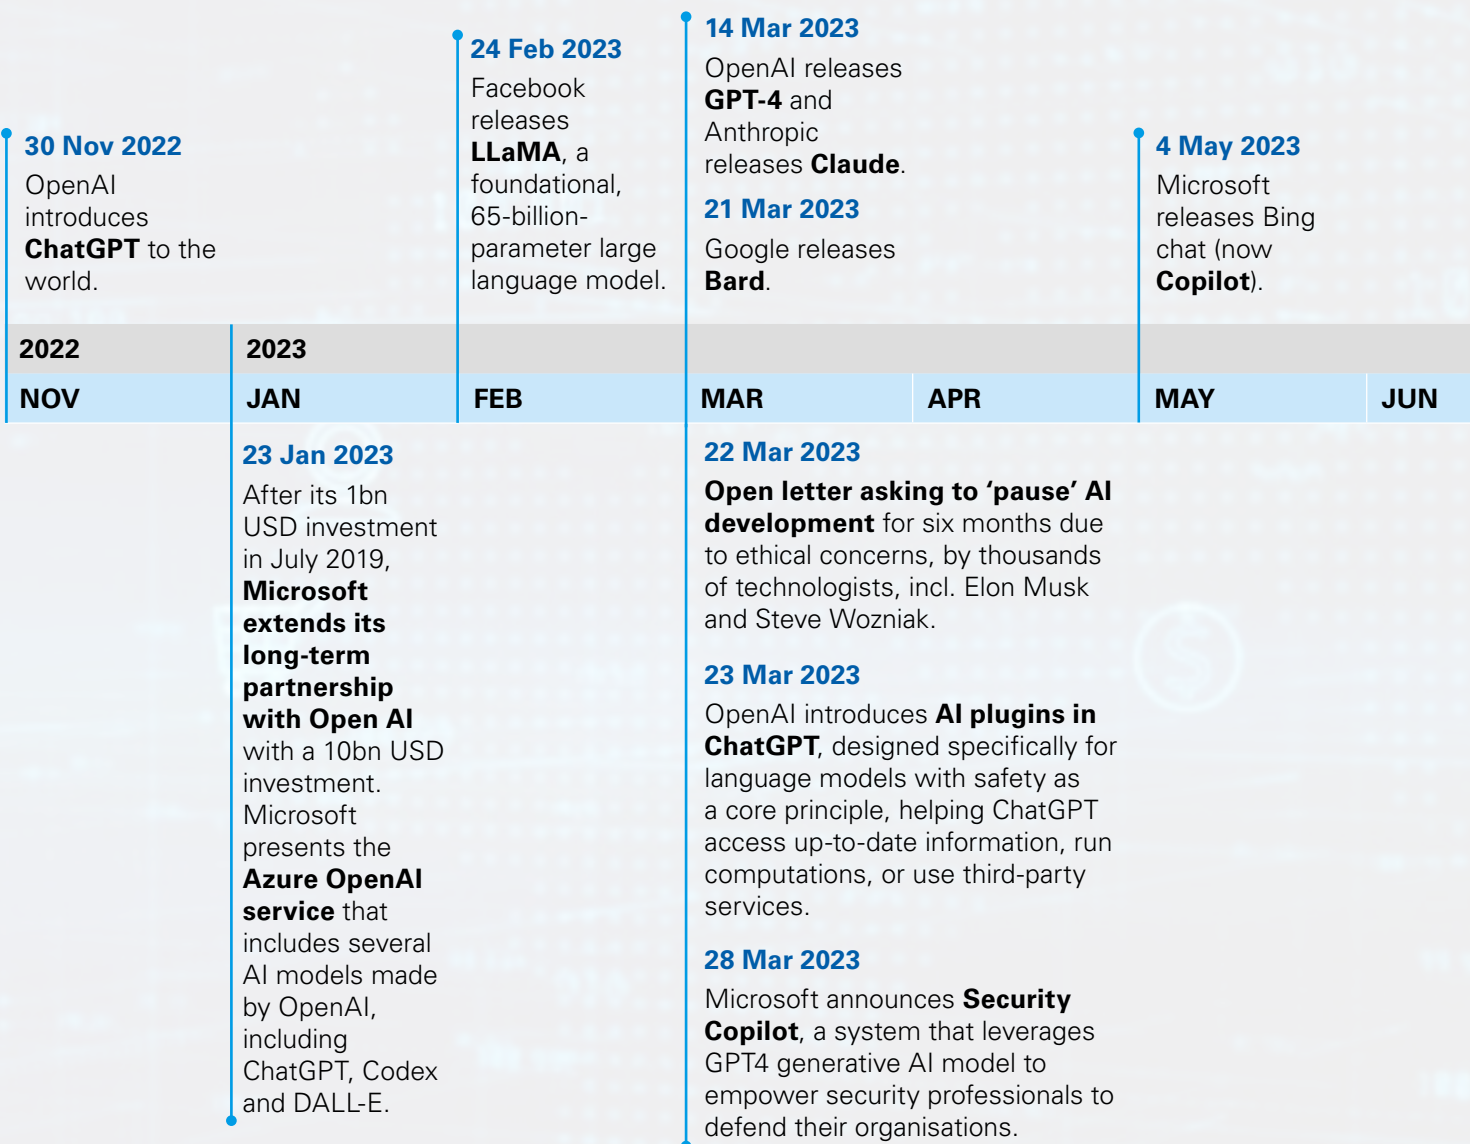 30 Nov 2022
OpenAI
introduces
ChatGPT to the
world.
24 Feb 2023
Facebook
releases
LLaMA, a
foundational,
65-billion-
parameter large
language model.
14 Mar 2023
OpenAI releases
GPT-4 and
Anthropic
releases Claude.
21 Mar 2023
Google releases
Bard.
4 May 2023
Microsoft
releases Bing
chat (now
Copilot).
2022
2023
NOV
JAN
FEB
MAR
APR
MAY
JUN
23 Jan 2023
After its 1bn
USD investment
in July 2019,
Microsoft
extends its
long-term
partnership
with Open AI
with a 10bn USD
investment.
Microsoft
presents the
Azure OpenAI
service that
includes several
AI models made
by OpenAI,
including
ChatGPT, Codex
and DALL-E.
22 Mar 2023
Open letter asking to ‘pause’ AI
development for six months due
to ethical concerns, by thousands
of technologists, incl. Elon Musk
and Steve Wozniak.
23 Mar 2023
OpenAI introduces AI plugins in
ChatGPT, designed specifically for
language models with safety as
a core principle, helping ChatGPT
access up-to-date information, run
computations, or use third-party
services.
28 Mar 2023
Microsoft announces Security
Copilot, a system that leverages
GPT4 generative AI model to
empower security professionals to
defend their organisations.